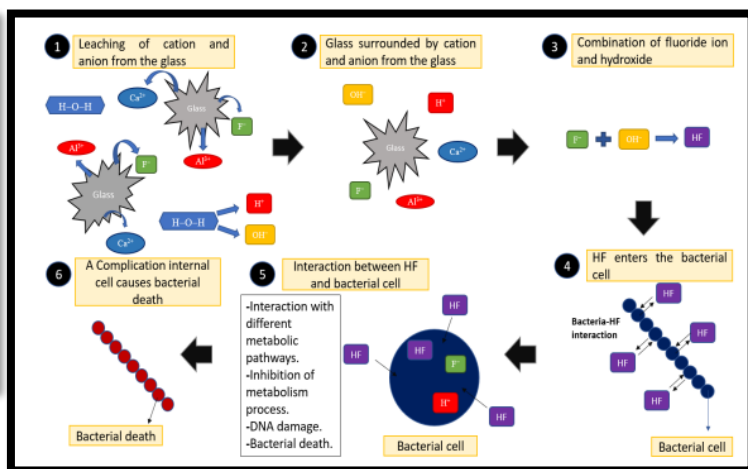 1
Leaching of cation and
anion from the glass
Ca²⁺
H–O–H
Glass
F⁻
Al³⁺
Al³⁺
F⁻
Glass
H–O–H
H⁺
OH⁻
Ca²⁺
2
Glass surrounded by cation
and anion from the glass
OH⁻
H⁺
Glass
Ca²⁺
F⁻
Al³⁺
3
Combination of fluoride ion
and hydroxide
F⁻
OH⁻
HF
4
HF enters the bacterial
cell
HF
Bacteria-HF
interaction
HF
HF
HF
Bacterial cell
5
Interaction between HF
and bacterial cell
-Interaction with
different
metabolic
pathways.
-Inhibition of
metabolism
process.
-DNA damage.
-Bacterial death.
HF
HF
HF
F⁻
H⁺
HF
Bacterial cell
6
A Complication internal
cell causes bacterial
death
Bacterial death